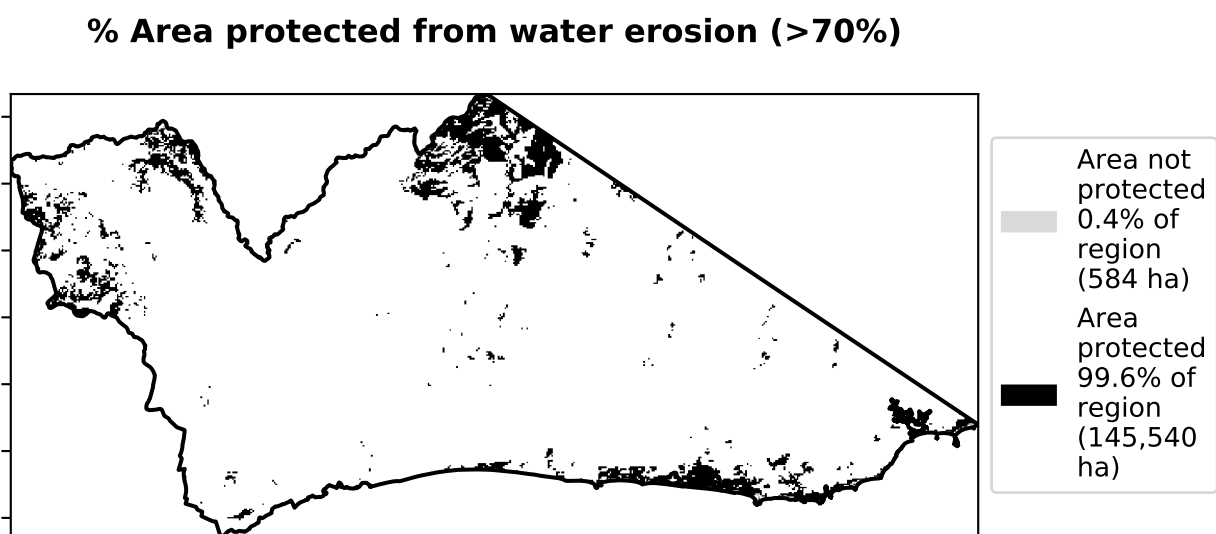 % Area protected from water erosion (>70%)
Area not
protected
0.4% of
region
(584 ha)
Area
protected
99.6% of
region
(145,540
ha)